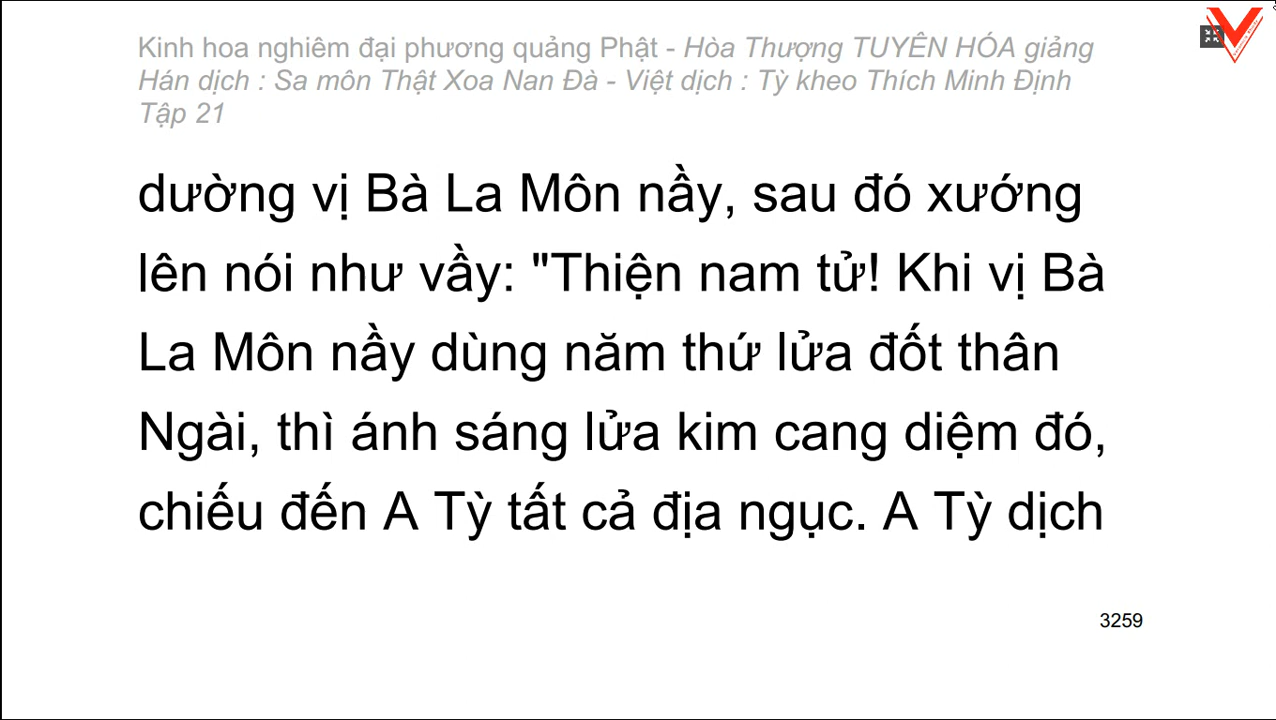 Kinh hoa nghiêm đại phương quảng Phật - Hòa Thượng TUYÊN HÓA giảng
Hán dịch : Sa môn Thật Xoa Nan Đà - Việt dịch : Tỳ kheo Thích Minh Định
Tập 21
dường vị Bà La Môn nầy, sau đó xướng
lên nói như vầy: "Thiện nam tử! Khi vị Bà
La Môn nầy dùng năm thứ lửa đốt thân
Ngài, thì ánh sáng lửa kim cang diệm đó,
chiếu đến A Tỳ tất cả địa ngục. A Tỳ dịch
3259